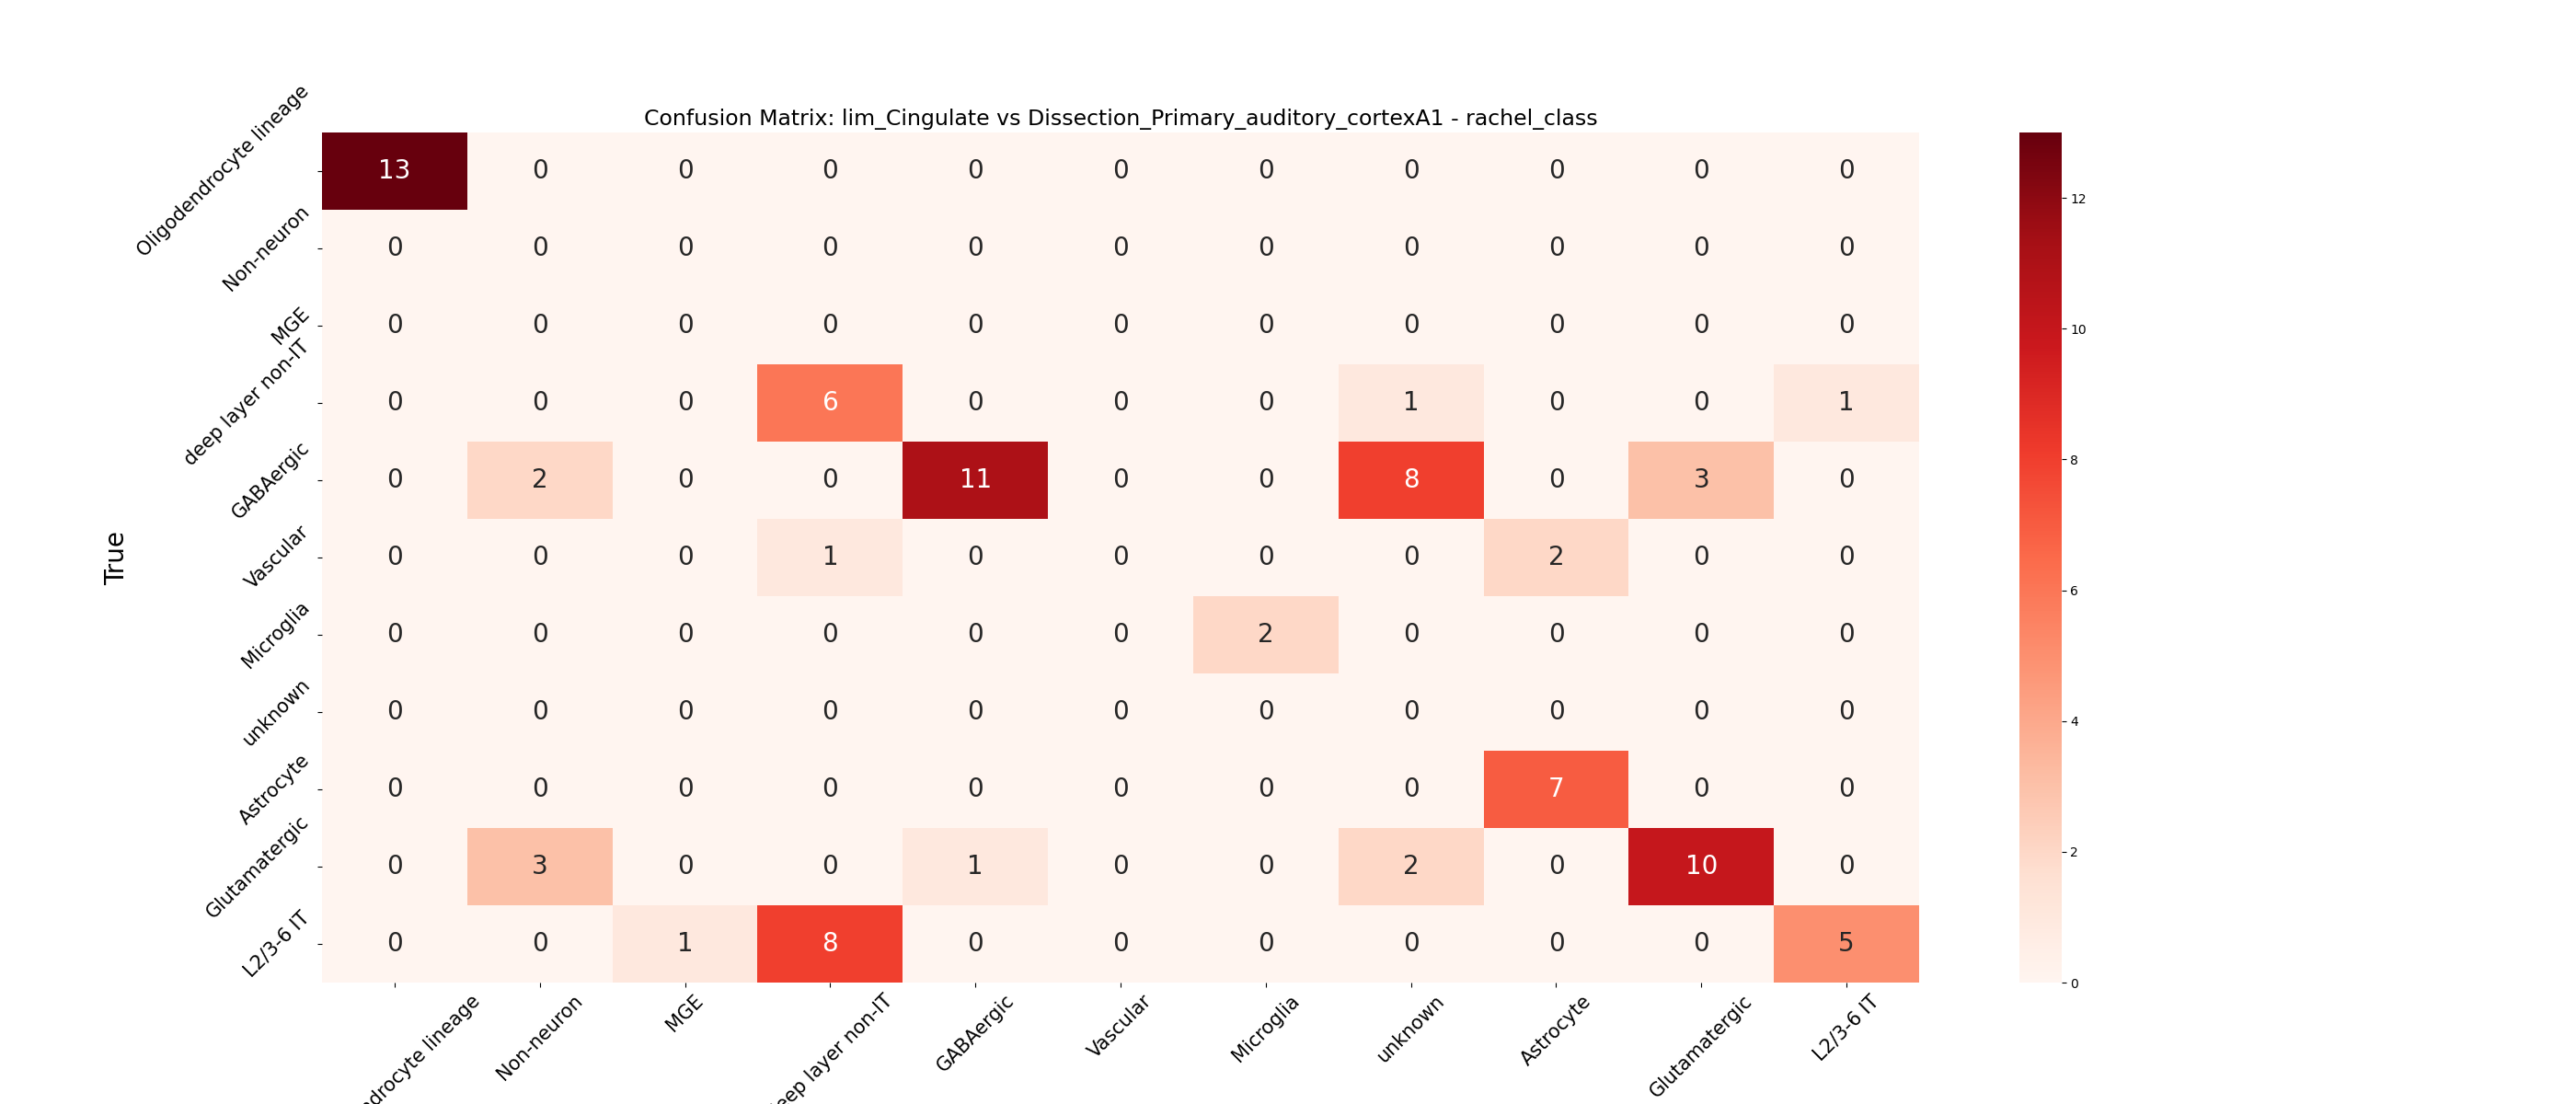 Confusion Matrix: lim_Cingulate vs Dissection_Primary_auditory_cortexA1 - rachel_class
True
Oligodendrocyte lineage 13 0 0 0 0 0 0 0 0 0 0
Non-neuron 0 0 0 0 0 0 0 0 0 0 0
MGE 0 0 0 0 0 0 0 0 0 0 0
deep layer non-IT 0 0 0 6 0 0 0 1 0 0 1
GABAergic 0 2 0 0 11 0 0 8 0 3 0
Vascular 0 0 0 1 0 0 0 0 2 0 0
Microglia 0 0 0 0 0 0 2 0 0 0 0
unknown 0 0 0 0 0 0 0 0 0 0 0
Astrocyte 0 0 0 0 0 0 0 0 7 0 0
Glutamatergic 0 3 0 0 1 0 0 2 0 10 0
L2/3-6 IT 0 0 1 8 0 0 0 0 0 0 5
ndrocyte lineage Non-neuron MGE eep layer non-IT GABAergic Vascular Microglia unknown Astrocyte Glutamatergic L2/3-6 IT
12
10
8
6
4
2
0